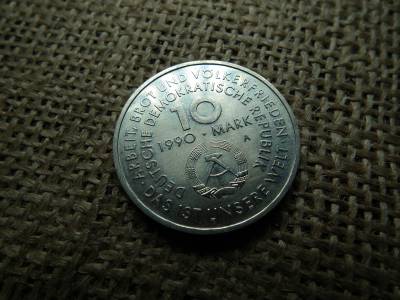 ARBEIT, BROT UND VÖLKERFRIEDEN · DAS IST UNSERE WELT
DEUTSCHE DEMOKRATISCHE REPUBLIK
10
1990 · MARK
A